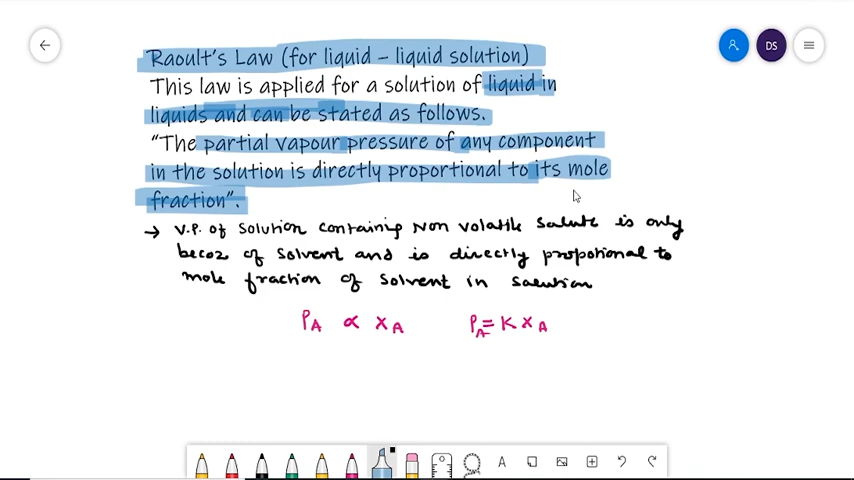 DS
Raoult's Law (for liquid – liquid solution)
This law is applied for a solution of liquid in
liquids and can be stated as follows.
"The partial vapour pressure of any component
in the solution is directly proportional to its mole
fraction".
→ V.P. of Solution containing Non volatile Salute is only
becoz of Solvent and is directly propotional to
mole fraction of Solvent in Salution
PA ∝ XA PA = K XA
A